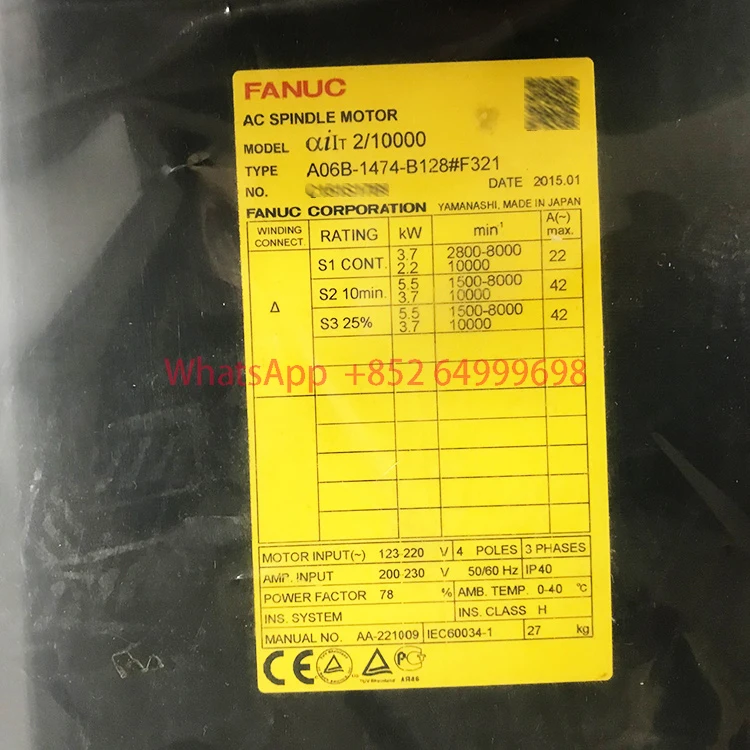 FANUC
AC SPINDLE MOTOR
MODEL αiIT 2/10000
TYPE A06B-1474-B128#F321
NO.
DATE 2015.01
FANUC CORPORATION YAMANASHI, MADE IN JAPAN
WINDING CONNECT. RATING kW min¹ A(~) max.
Δ
S1 CONT. 3.7 2800-8000 22
2.2 10000
S2 10min. 5.5 1500-8000 42
3.7 10000
S3 25% 5.5 1500-8000 42
3.7 10000
WhatsApp +852 64999698
MOTOR INPUT(~) 123-220 V 4 POLES 3 PHASES
AMP. INPUT 200-230 V 50/60 Hz IP40
POWER FACTOR 78 % AMB. TEMP. 0-40 °C
INS. SYSTEM INS. CLASS H
MANUAL NO. AA-221009 IEC60034-1 27 kg
CE
TÜV Rheinland
АЯ46